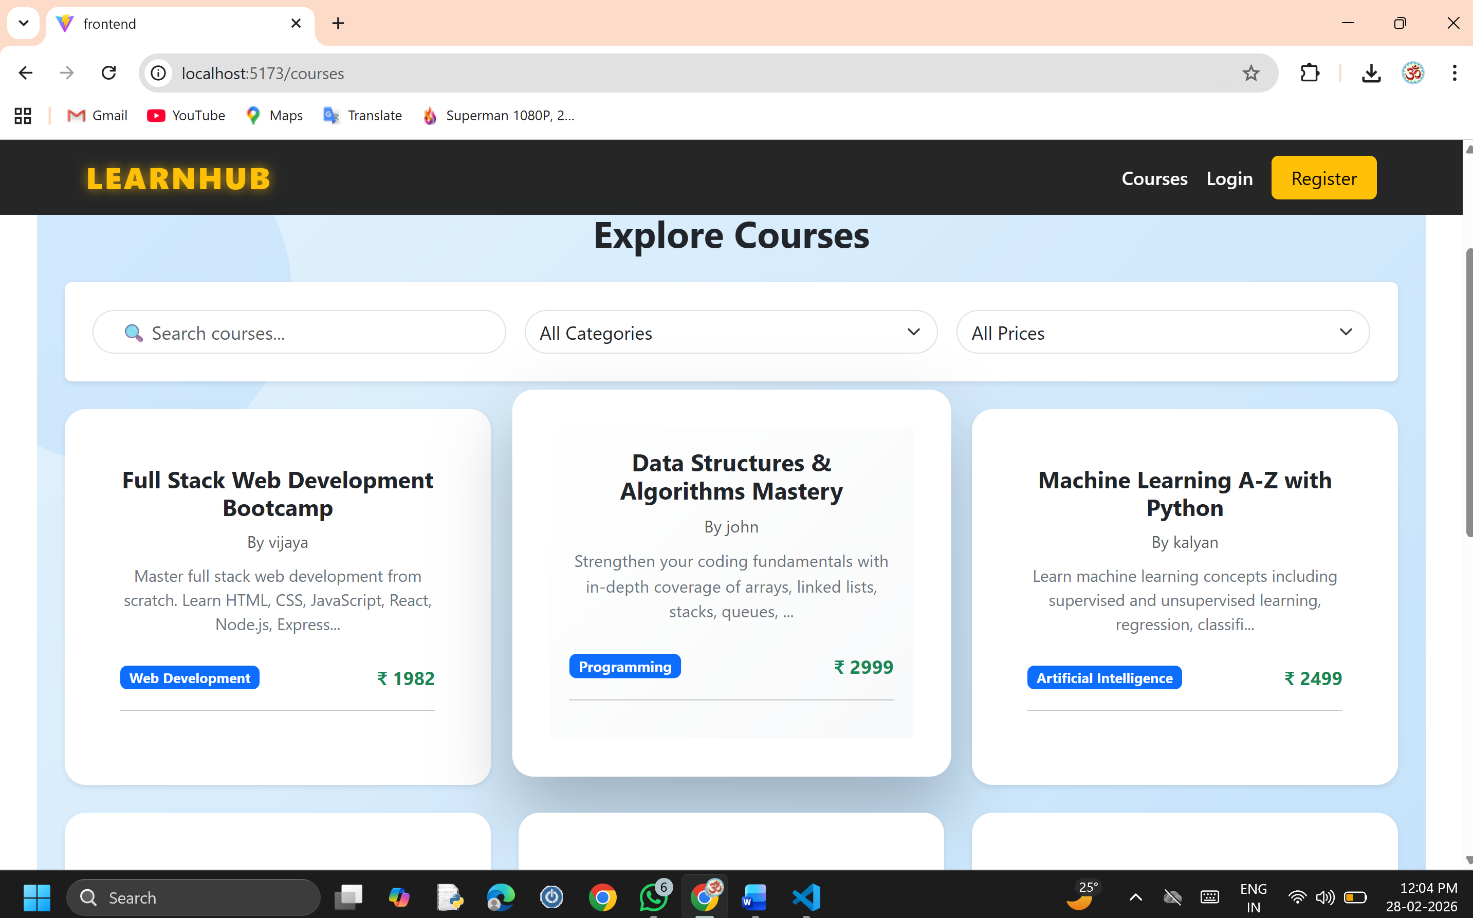 frontend
localhost:5173/courses
Gmail YouTube Maps Translate Superman 1080P, 2...
LEARNHUB
Courses Login Register
Explore Courses
Search courses...
All Categories
All Prices
Full Stack Web Development
Bootcamp
By vijaya
Master full stack web development from
scratch. Learn HTML, CSS, JavaScript, React,
Node.js, Express...
Web Development ₹ 1982
Data Structures &
Algorithms Mastery
By john
Strengthen your coding fundamentals with
in-depth coverage of arrays, linked lists,
stacks, queues, ...
Programming ₹ 2999
Machine Learning A-Z with
Python
By kalyan
Learn machine learning concepts including
supervised and unsupervised learning,
regression, classifi...
Artificial Intelligence ₹ 2499
Search
6
W
25°
ENG
IN
12:04 PM
28-02-2026